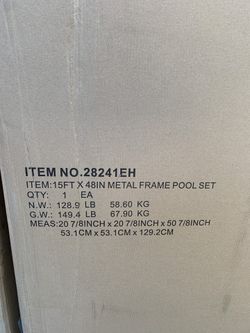 ITEM NO.28241EH
ITEM:15FT X 48IN METAL FRAME POOL SET
QTY: 1 EA
N.W.: 128.9 LB 58.60 KG
G.W.: 149.4 LB 67.90 KG
MEAS:20 7/8INCH x 20 7/8INCH x 50 7/8INCH
53.1CM x 53.1CM x 129.2CM